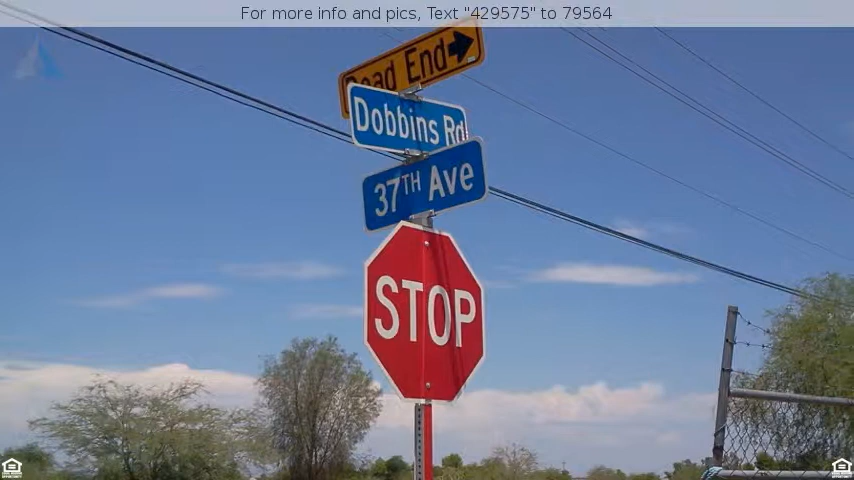 For more info and pics, Text "429575" to 79564
Dead End
Dobbins Rd
37TH Ave
STOP